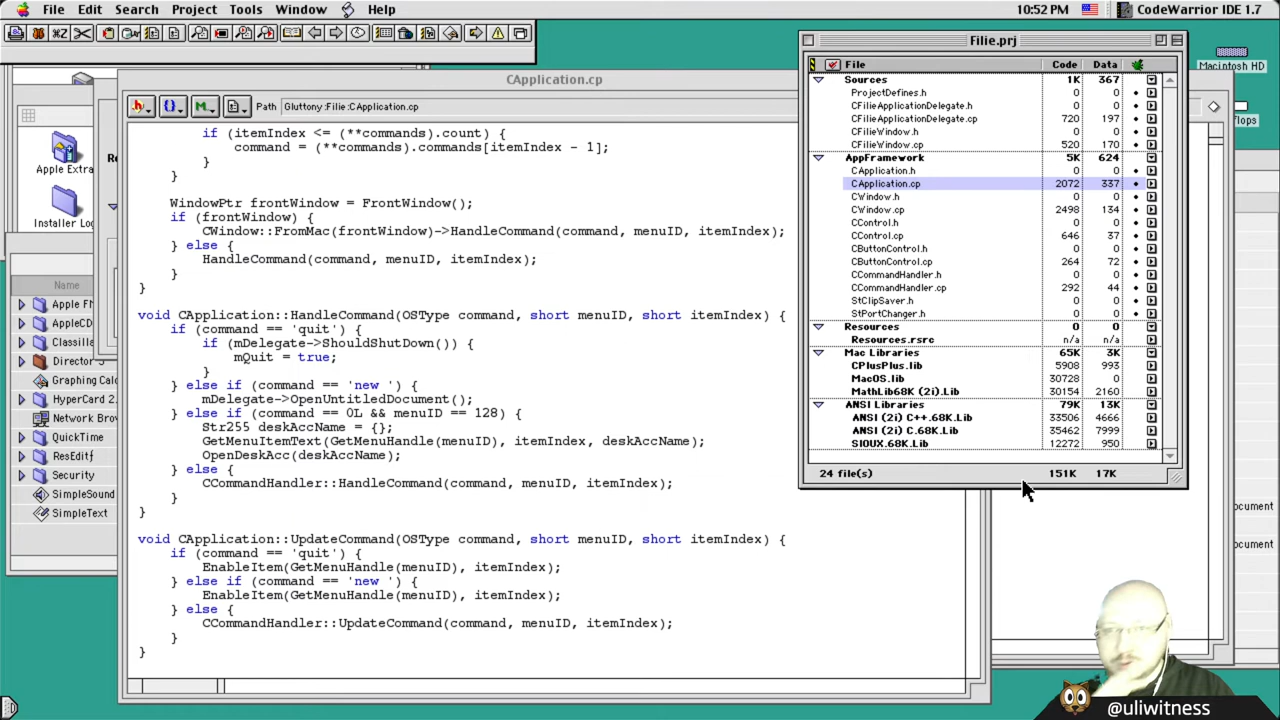 File Edit Search Project Tools Window Help
10:52 PM CodeWarrior IDE 1.7
CApplication.cp
Path Gluttony:Filie:CApplication.cp
if (itemIndex <= (**commands).count) {
command = (**commands).commands[itemIndex - 1];
}
}
WindowPtr frontWindow = FrontWindow();
if (frontWindow) {
CWindow::FromMac(frontWindow)->HandleCommand(command, menuID, itemIndex);
} else {
HandleCommand(command, menuID, itemIndex);
}
}
void CApplication::HandleCommand(OSType command, short menuID, short itemIndex) {
if (command == 'quit') {
if (mDelegate->ShouldShutDown()) {
mQuit = true;
}
} else if (command == 'new ') {
mDelegate->OpenUntitledDocument();
} else if (command == 0L && menuID == 128) {
Str255 deskAccName = {};
GetMenuItemText(GetMenuHandle(menuID), itemIndex, deskAccName);
OpenDeskAcc(deskAccName);
} else {
CCommandHandler::HandleCommand(command, menuID, itemIndex);
}
}
void CApplication::UpdateCommand(OSType command, short menuID, short itemIndex) {
if (command == 'quit') {
EnableItem(GetMenuHandle(menuID), itemIndex);
} else if (command == 'new ') {
EnableItem(GetMenuHandle(menuID), itemIndex);
} else {
CCommandHandler::UpdateCommand(command, menuID, itemIndex);
}
}
Filie.prj
File Code Data
Sources 1K 367
ProjectDefines.h 0 0
CFilieApplicationDelegate.h 0 0
CFilieApplicationDelegate.cp 720 197
CFilieWindow.h 0 0
CFilieWindow.cp 520 170
AppFramework 5K 624
CApplication.h 0 0
CApplication.cp 2072 337
CWindow.h 0 0
CWindow.cp 2498 134
CControl.h 0 0
CControl.cp 646 37
CButtonControl.h 0 0
CButtonControl.cp 264 72
CCommandHandler.h 0 0
CCommandHandler.cp 292 44
StClipSaver.h 0 0
StPortChanger.h 0 0
Resources 0 0
Resources.rsrc n/a n/a
Mac Libraries 65K 3K
CPlusPlus.lib 5908 993
MacOS.lib 30728 0
MathLib68K (2i).Lib 30154 2160
ANSI Libraries 79K 13K
ANSI (2i) C++.68K.Lib 33506 4666
ANSI (2i) C.68K.Lib 35462 7999
SIOUX.68K.Lib 12272 950
24 file(s) 151K 17K
Macintosh HD
Apple Extra
Installer Log
Name
AppleCD
Classilla
Graphing Calc
HyperCard 2.
Network Brow
QuickTime
ResEdit ƒ
Security
SimpleSound
SimpleText
@uliwitness